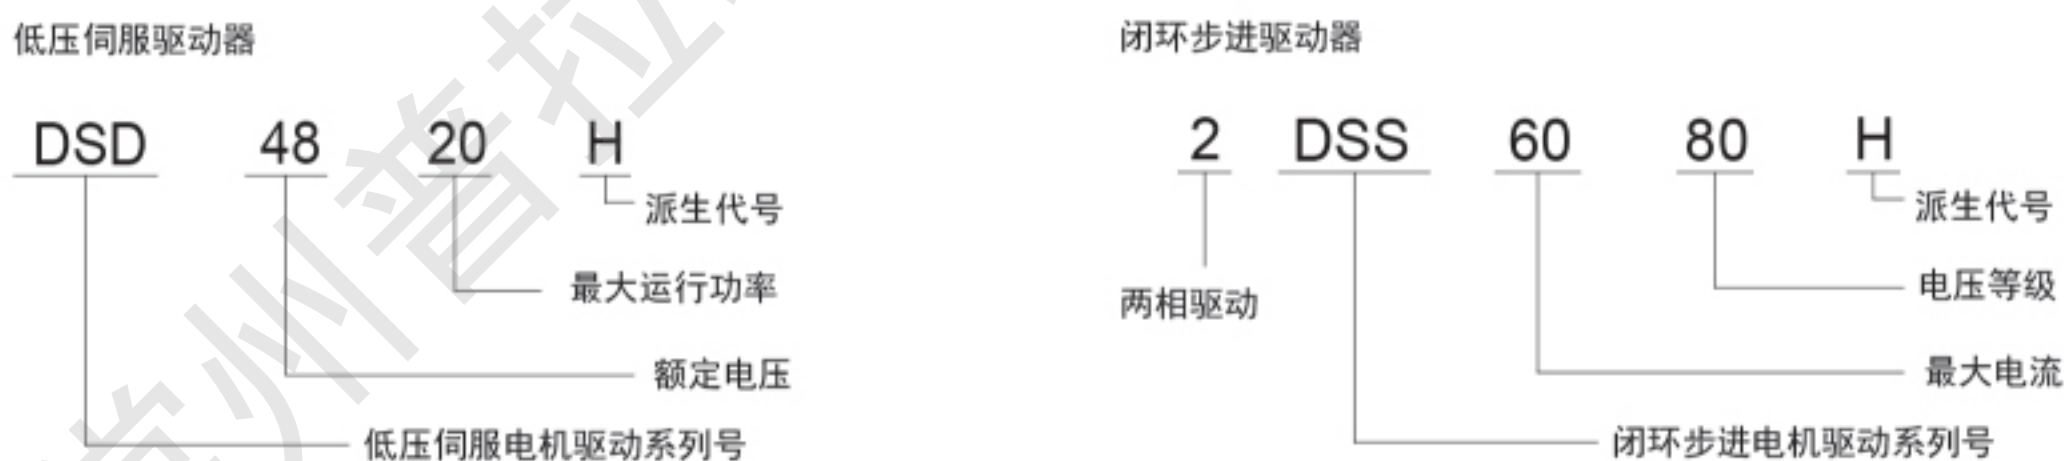 低压伺服驱动器
DSD 48 20 H
派生代号
最大运行功率
额定电压
低压伺服电机驱动系列号
闭环步进驱动器
2 DSS 60 80 H
派生代号
两相驱动
电压等级
最大电流
闭环步进电机驱动系列号
州普拉